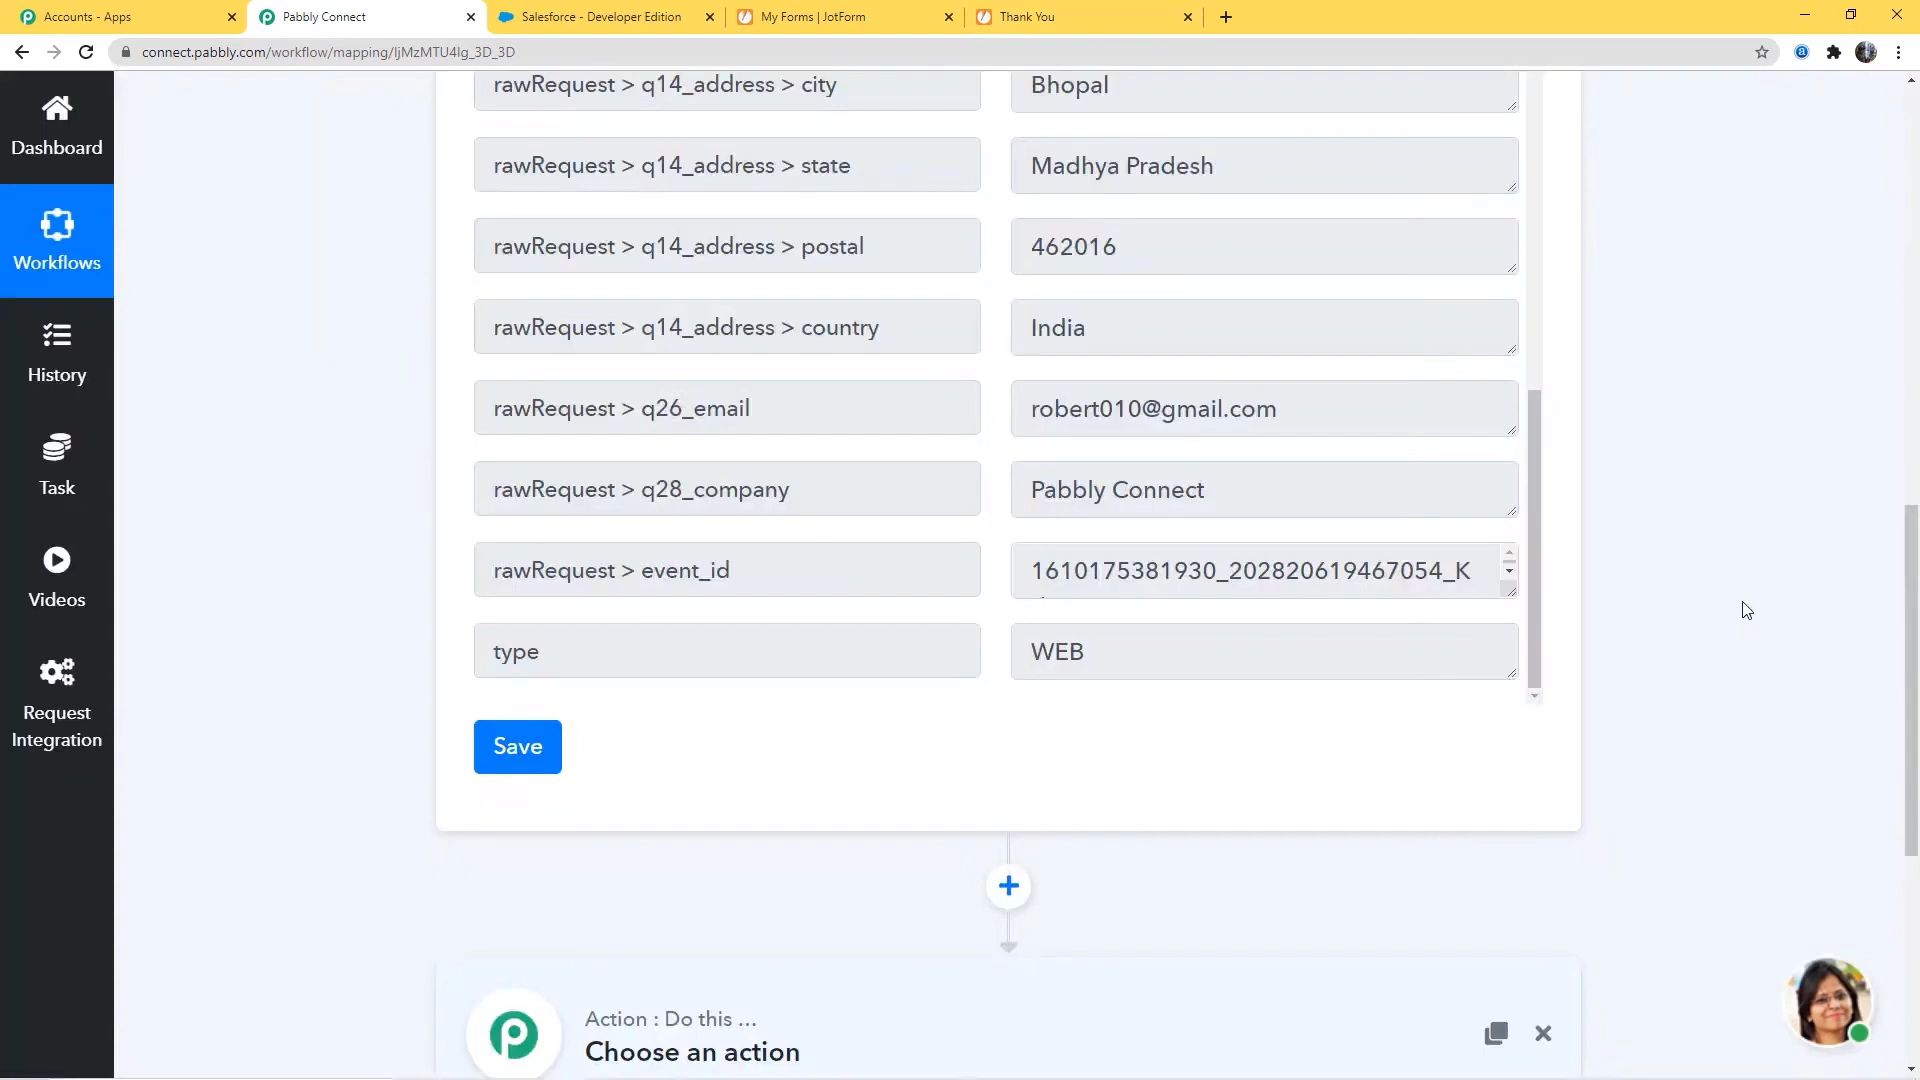 Accounts - Apps
Pabbly Connect
Salesforce - Developer Edition
My Forms | JotForm
Thank You
connect.pabbly.com/workflow/mapping/IjMzMTU4Ig_3D_3D
Dashboard
Workflows
History
Task
Videos
Request
Integration
rawRequest > q14_address > city
Bhopal
rawRequest > q14_address > state
Madhya Pradesh
rawRequest > q14_address > postal
462016
rawRequest > q14_address > country
India
rawRequest > q26_email
robert010@gmail.com
rawRequest > q28_company
Pabbly Connect
rawRequest > event_id
1610175381930_202820619467054_K
type
WEB
Save
Action : Do this ...
Choose an action